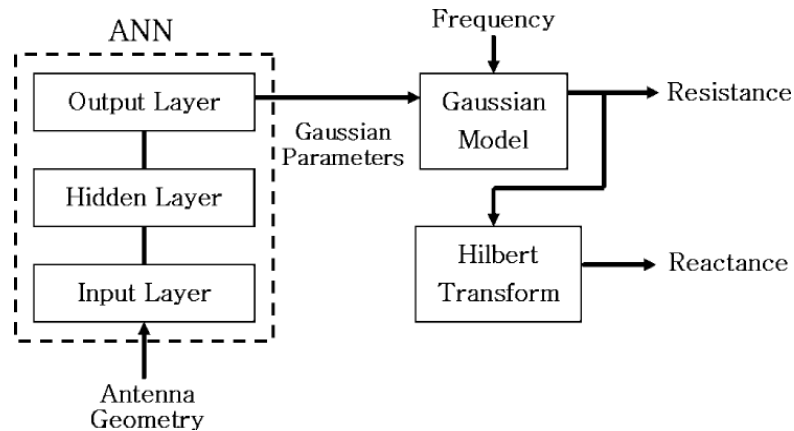 ANN
Frequency
Output Layer
Gaussian
Model
Resistance
Gaussian
Parameters
Hidden Layer
Hilbert
Transform
Reactance
Input Layer
Antenna
Geometry